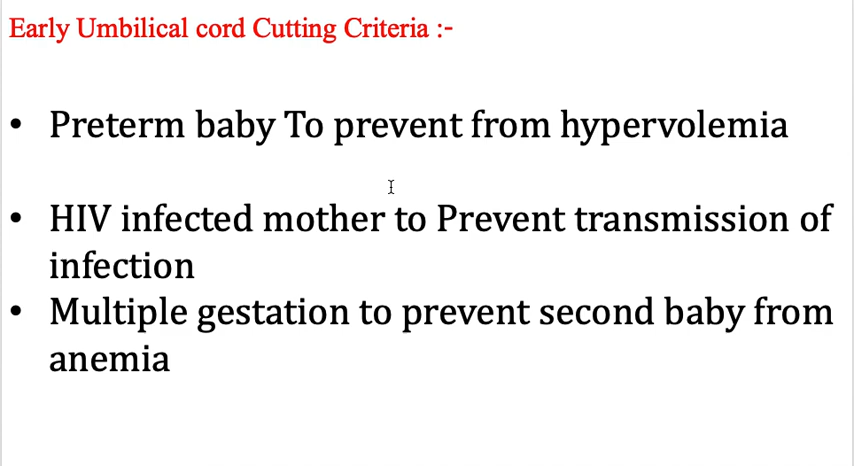 Early Umbilical cord Cutting Criteria :-
• Preterm baby To prevent from hypervolemia
• HIV infected mother to Prevent transmission of
infection
• Multiple gestation to prevent second baby from
anemia